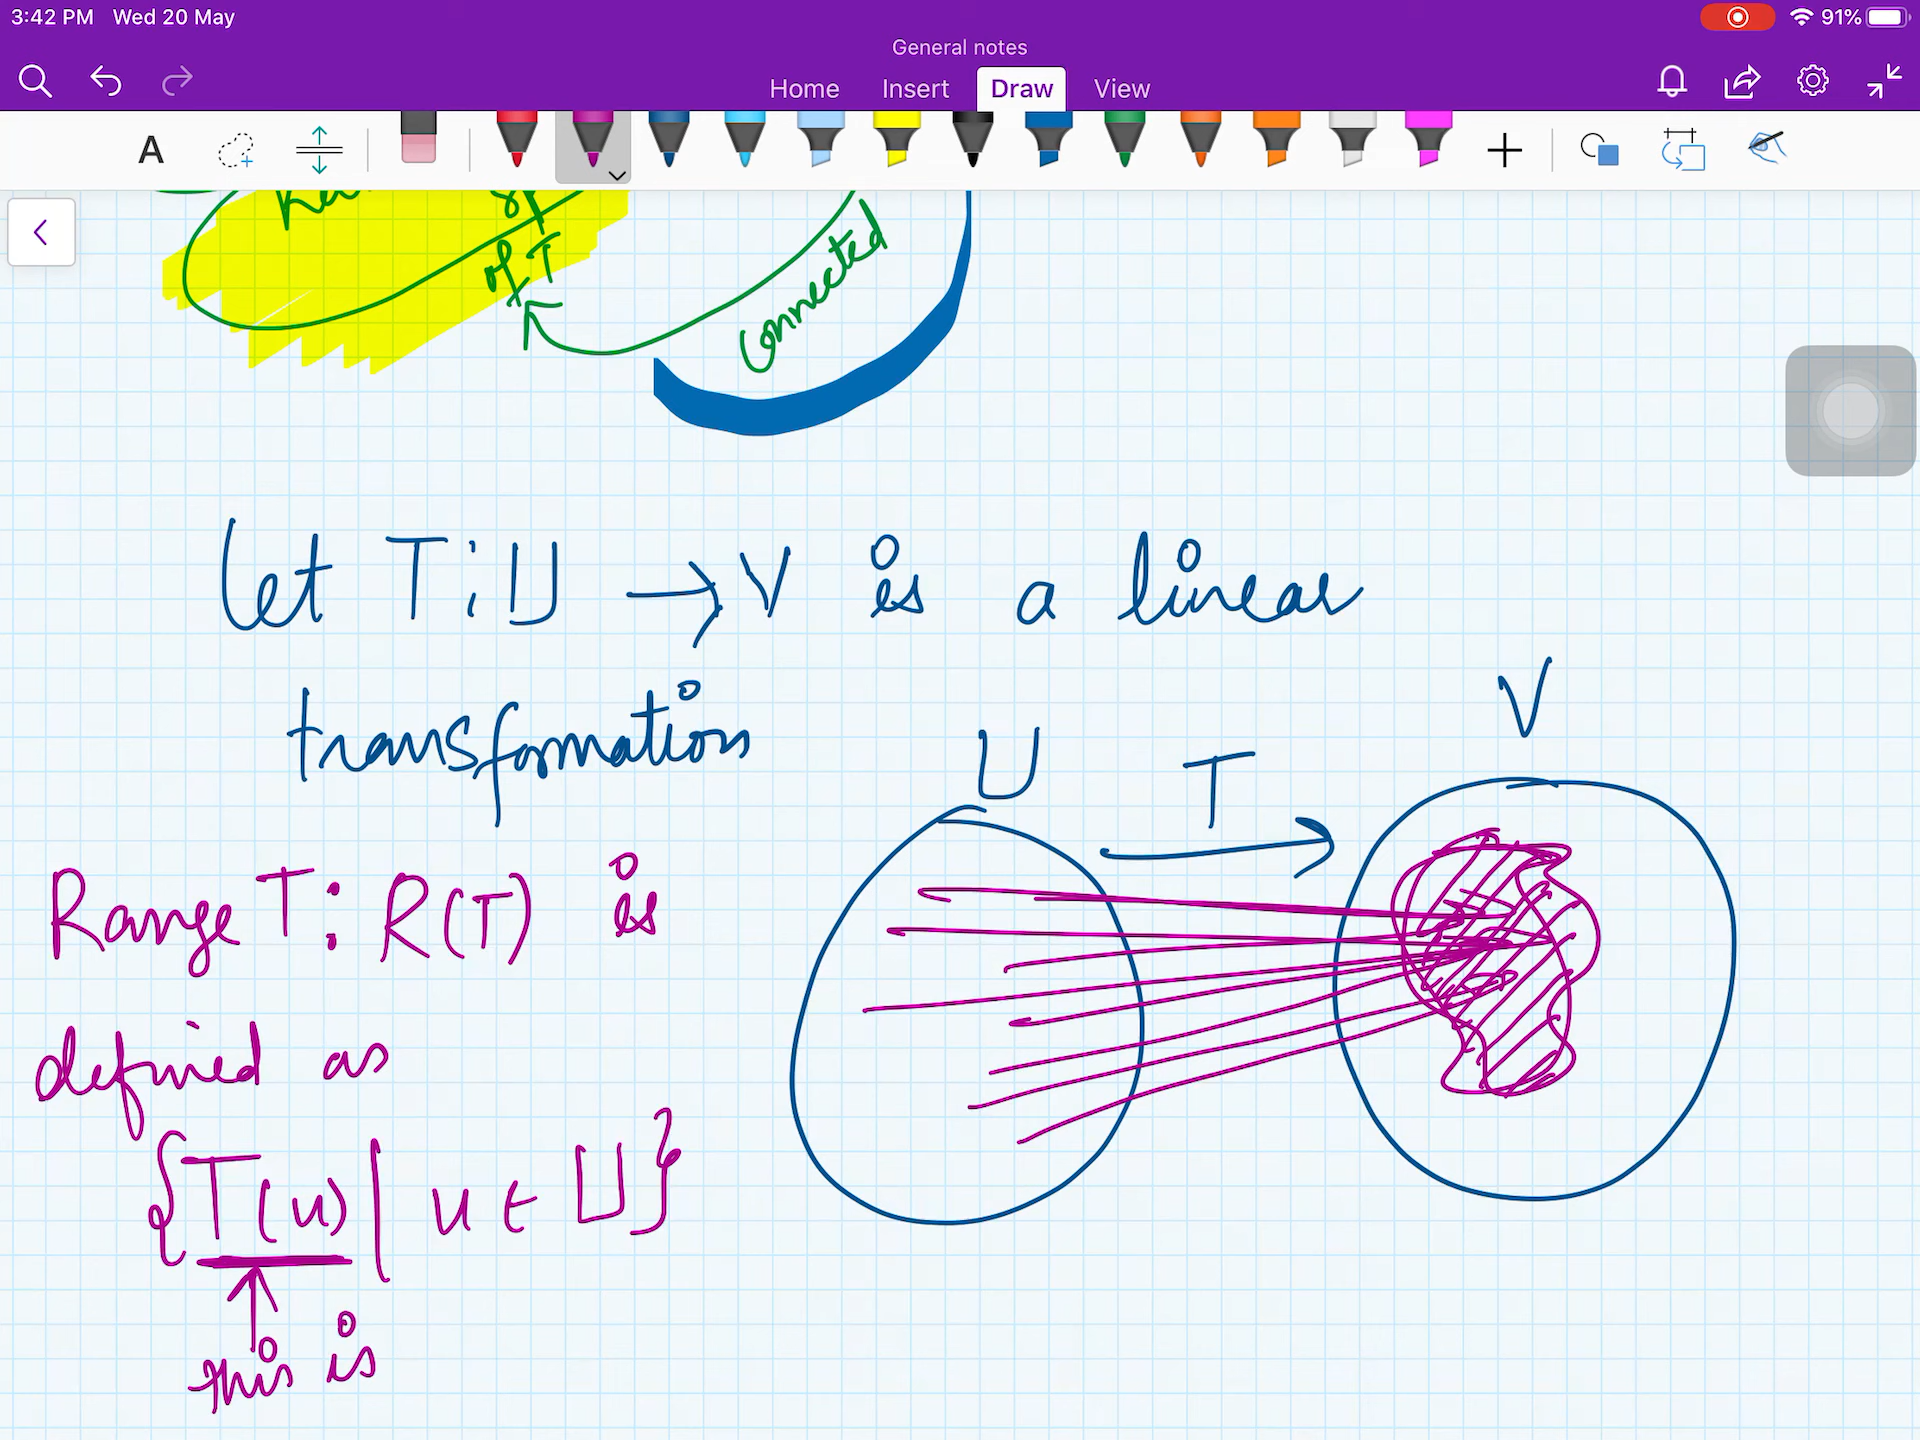 3:42 PM Wed 20 May
91%
General notes
Home Insert Draw View
A
of T
Connected
let T : U → V is a linear
transformation
U T V
Range T : R(T) is
defined as
{T(u) | u ∈ U}
this is